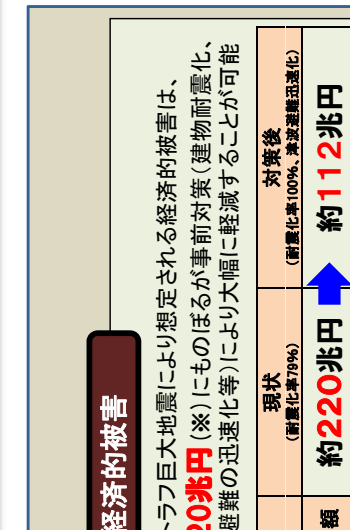 経済的被害
トラフ巨大地震により想定される経済的被害は、
20兆円(※)にものぼるが事前対策(建物耐震化、
避難の迅速化等)により大幅に軽減することが可能
現状
(耐震化率79%)
対策後
(耐震化率100%、津波避難迅速化)
額
約220兆円
約112兆円